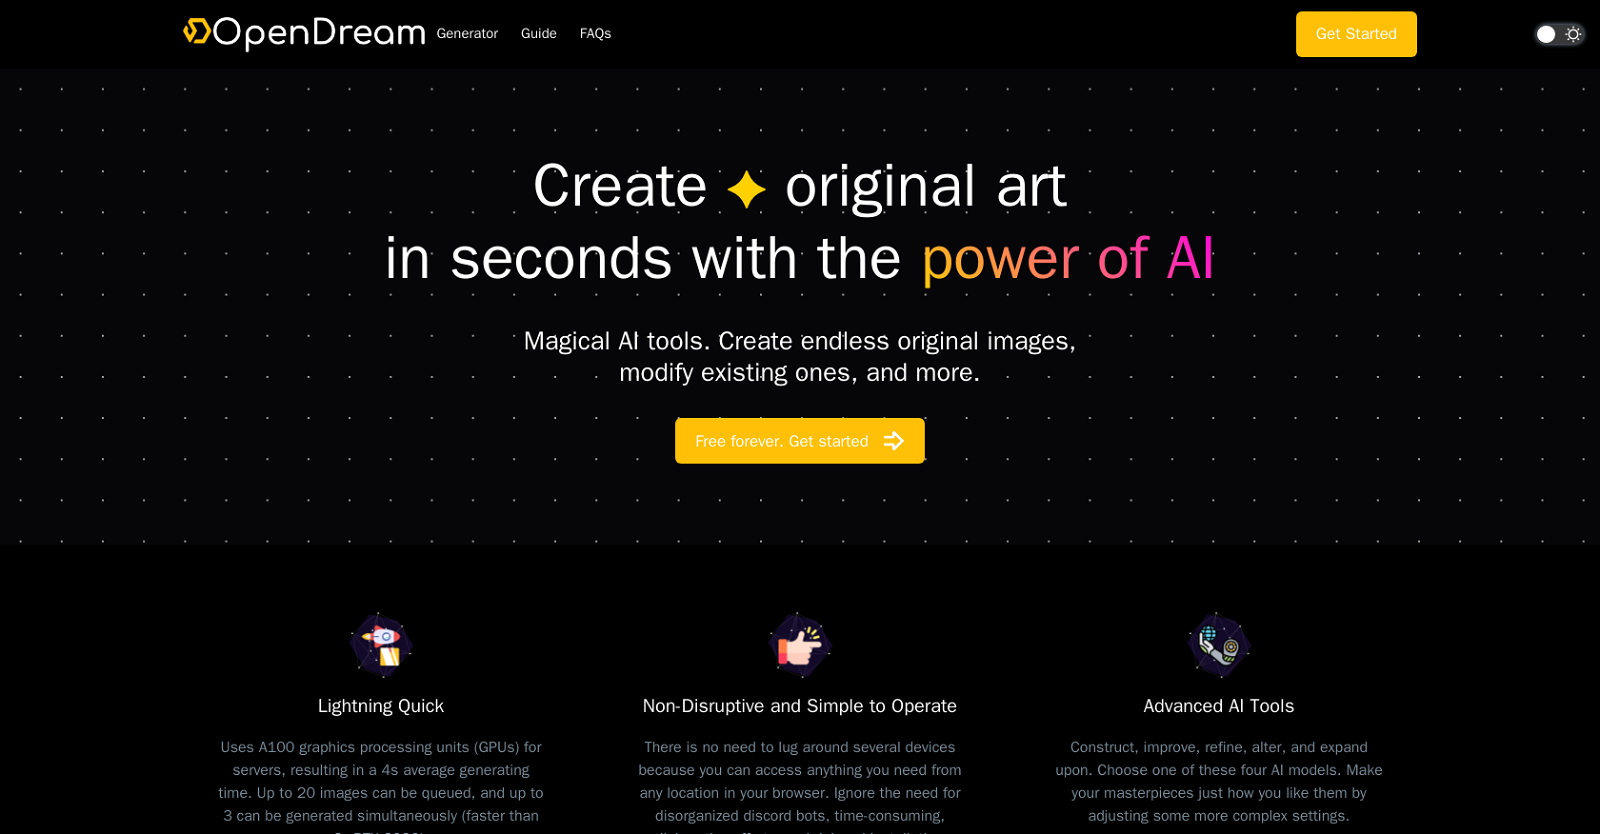 OpenDream Generator Guide FAQs Get Started
Create original art
in seconds with the power of AI
Magical AI tools. Create endless original images,
modify existing ones, and more.
Free forever. Get started
Lightning Quick
Uses A100 graphics processing units (GPUs) for
servers, resulting in a 4s average generating
time. Up to 20 images can be queued, and up to
3 can be generated simultaneously (faster than
Non-Disruptive and Simple to Operate
There is no need to lug around several devices
because you can access anything you need from
any location in your browser. Ignore the need for
disorganized discord bots, time-consuming,
Advanced AI Tools
Construct, improve, refine, alter, and expand
upon. Choose one of these four AI models. Make
your masterpieces just how you like them by
adjusting some more complex settings.